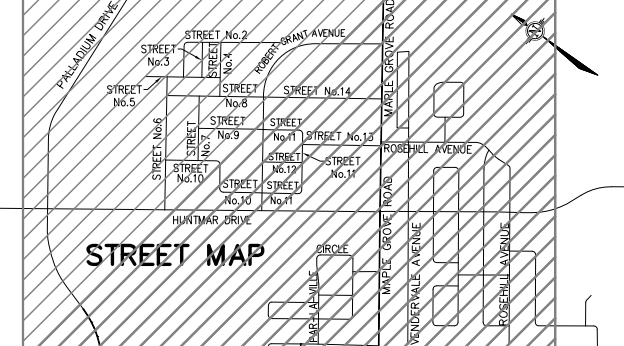 PALLADIUM DRIVE
STREET No.2
STREET
No.3
STREET
No.4
ROBERT GRANT AVENUE
MAPLE GROVE ROAD
STREET
No.5
STREET
No.8
STREET No.14
STREET No.6
STREET
No.7
STREET
No.9
STREET
No.11
STREET No.13
ROSEHILL AVENUE
STREET
No.10
STREET
No.12
STREET
No.11
STREET
No.10
STREET
No.11
HUNTMAR DRIVE
MAPLE GROVE ROAD
STREET MAP
CIRCLE
VENDERVALE AVENUE
ROSEHILL AVENUE